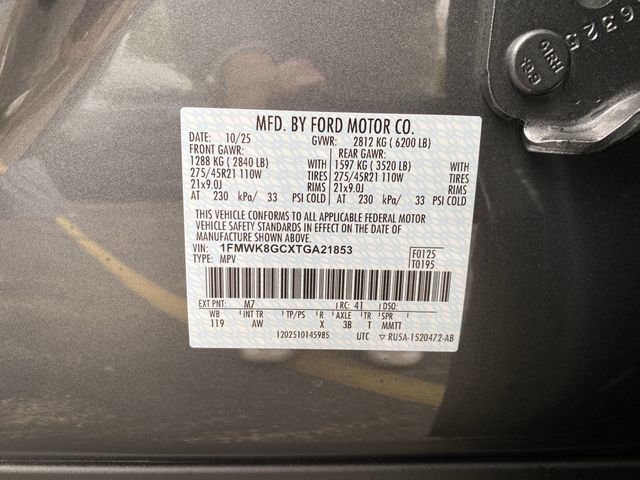 6325
HRIG
MFD. BY FORD MOTOR CO.
DATE: 10/25 GVWR: 2812 KG ( 6200 LB)
FRONT GAWR: REAR GAWR:
1288 KG ( 2840 LB) WITH 1597 KG ( 3520 LB) WITH
275/45R21 110W TIRES 275/45R21 110W TIRES
21x9.0J RIMS 21x9.0J RIMS
AT 230 kPa/ 33 PSI COLD AT 230 kPa/ 33 PSI COLD
THIS VEHICLE CONFORMS TO ALL APPLICABLE FEDERAL MOTOR
VEHICLE SAFETY STANDARDS IN EFFECT ON THE DATE OF
MANUFACTURE SHOWN ABOVE.
VIN: 1FMWK8GCXTGA21853 F0125
TYPE: MPV T0195
EXT PNT: M7 RC: 41 DSO:
WB INT TR TP/PS R AXLE TR SPR
119 AW X 3B T MMTT
120251014598​5 UTC RU5A-1520472-AB